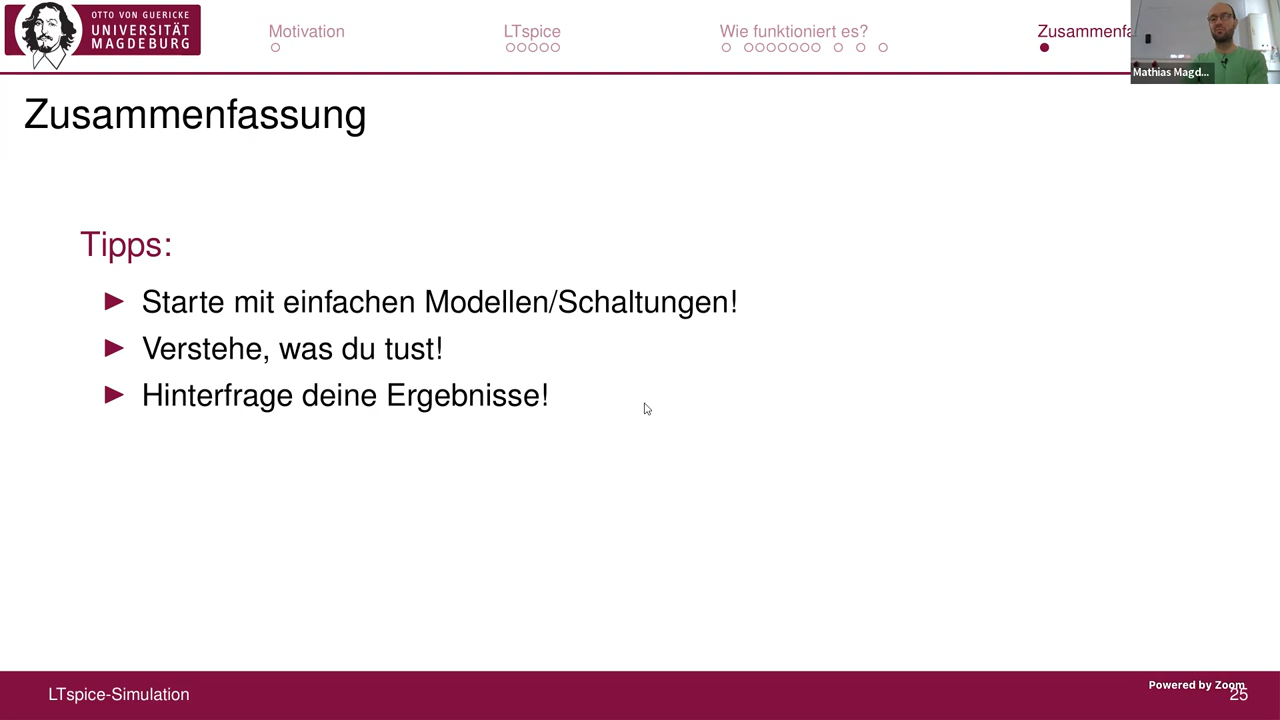 OTTO VON GUERICKE
UNIVERSITÄT
MAGDEBURG
Motivation
LTspice
Wie funktioniert es?
Zusammenfa
Mathias Magd...
Zusammenfassung
Tipps:
Starte mit einfachen Modellen/Schaltungen!
Verstehe, was du tust!
Hinterfrage deine Ergebnisse!
LTspice-Simulation
Powered by Zoom
25